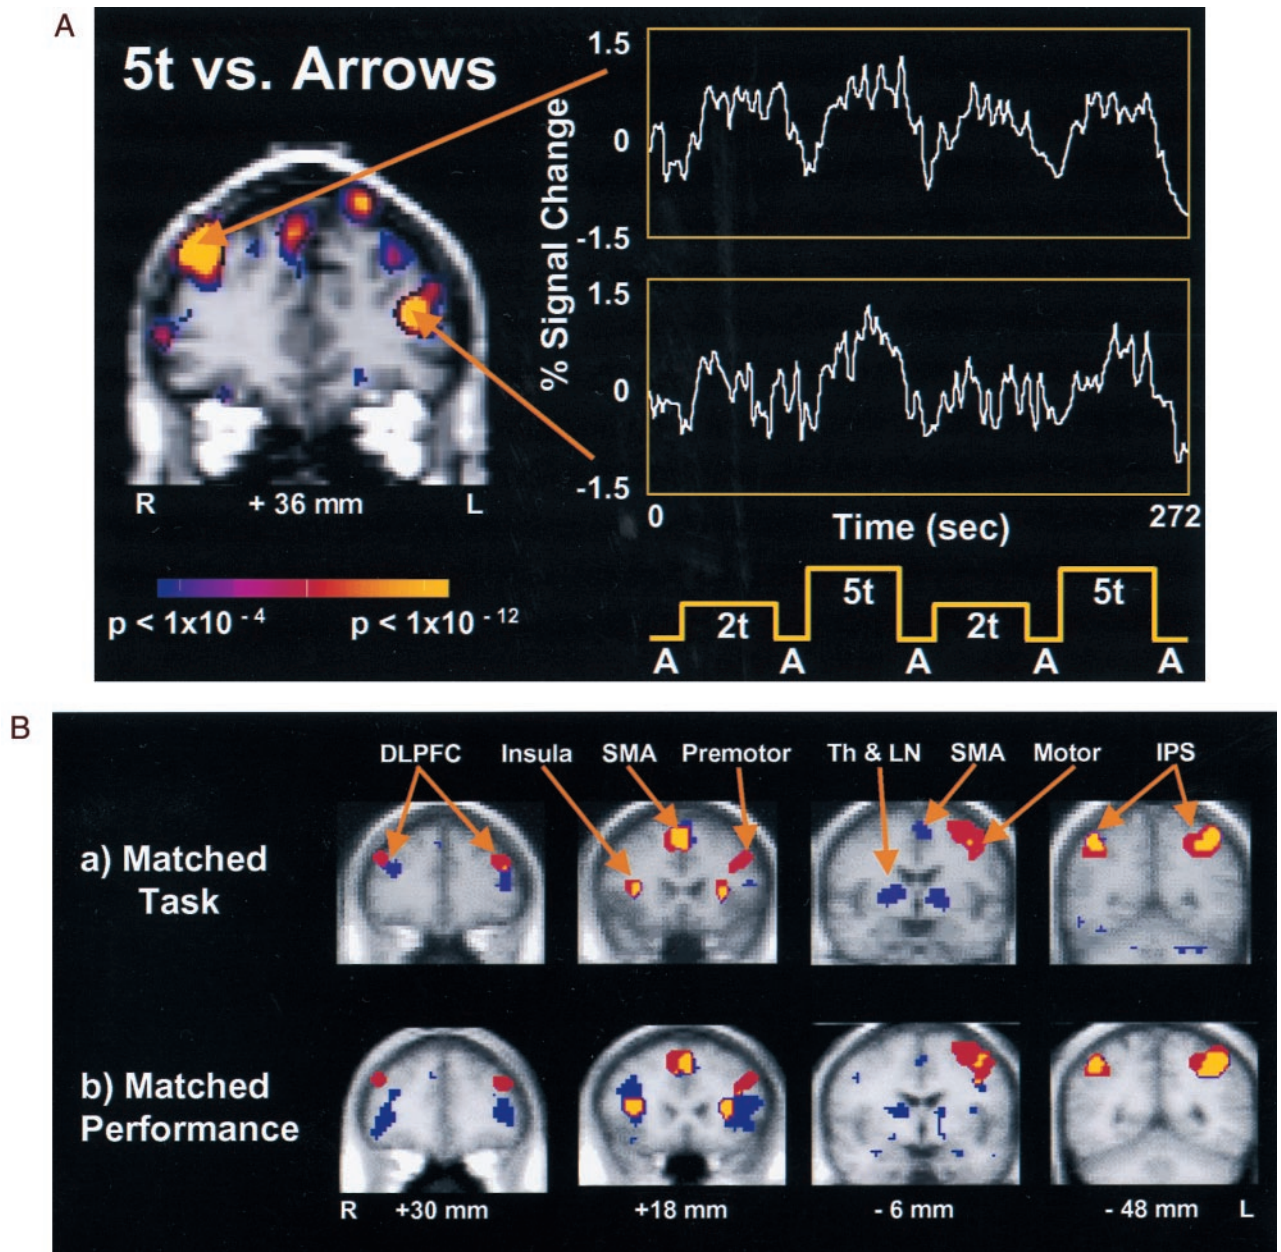 A
5t vs. Arrows
1.5
0
-1.5
% Signal Change
1.5
0
-1.5
0
Time (sec)
272
R
+ 36 mm
L
p < 1x10 - 4
p < 1x10 - 12
2t
5t
2t
5t
A
A
A
A
A
B
DLPFC
Insula
SMA
Premotor
Th & LN
SMA
Motor
IPS
a) Matched
Task
b) Matched
Performance
R
+30 mm
+18 mm
- 6 mm
- 48 mm
L